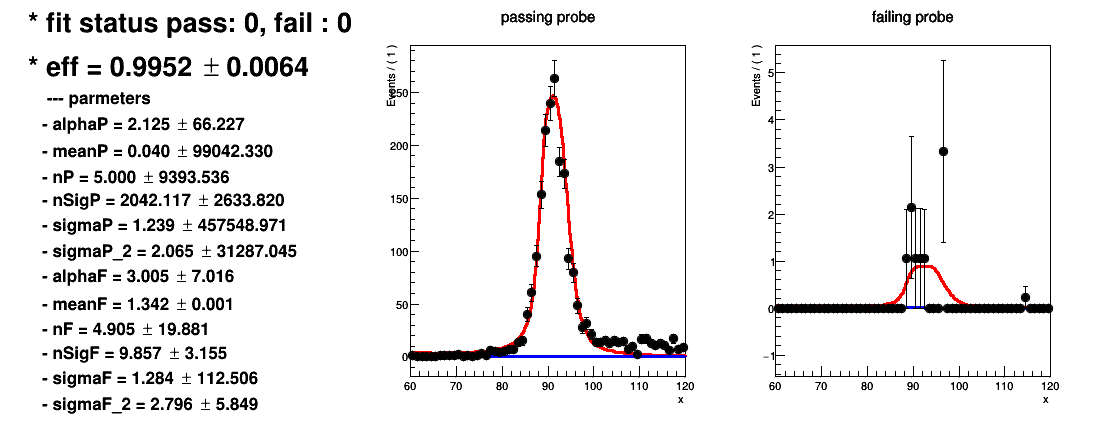 * fit status pass: 0, fail : 0
* eff = 0.9952 ± 0.0064
--- parmeters
- alphaP = 2.125 ± 66.227
- meanP = 0.040 ± 99042.330
- nP = 5.000 ± 9393.536
- nSigP = 2042.117 ± 2633.820
- sigmaP = 1.239 ± 457548.971
- sigmaP_2 = 2.065 ± 31287.045
- alphaF = 3.005 ± 7.016
- meanF = 1.342 ± 0.001
- nF = 4.905 ± 19.881
- nSigF = 9.857 ± 3.155
- sigmaF = 1.284 ± 112.506
- sigmaF_2 = 2.796 ± 5.849
passing probe
Events / ( 1 )
250
200
150
100
50
0
60 70 80 90 100 110 120
x
failing probe
Events / ( 1 )
5
4
3
2
1
0
−1
60 70 80 90 100 110 120
x